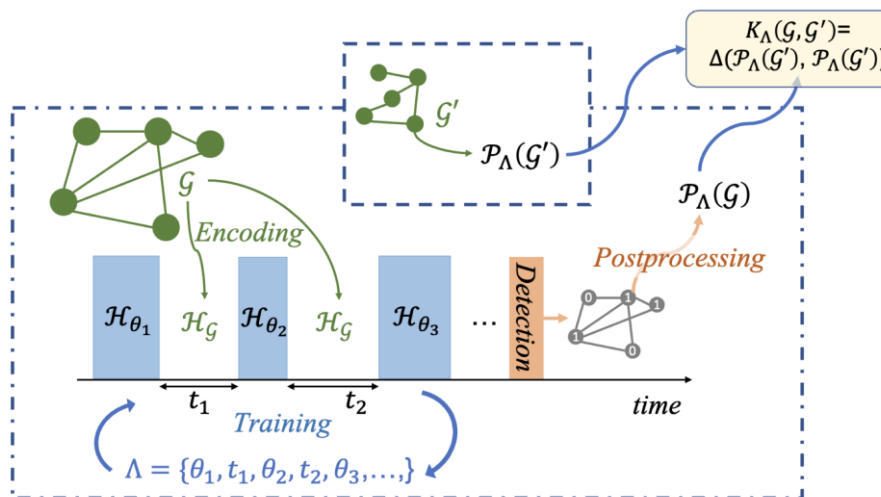 K_Λ(𝒢, 𝒢′)=
Δ(𝒫_Λ(𝒢′), 𝒫_Λ(𝒢′))
𝒢′
𝒫_Λ(𝒢′)
𝒢
𝒫_Λ(𝒢)
Encoding
Postprocessing
ℋ_θ₁
ℋ_𝒢
ℋ_θ₂
ℋ_𝒢
ℋ_θ₃
...
Detection
0
1
1
1
0
t₁
t₂
time
Training
Λ = {θ₁, t₁, θ₂, t₂, θ₃,...,}